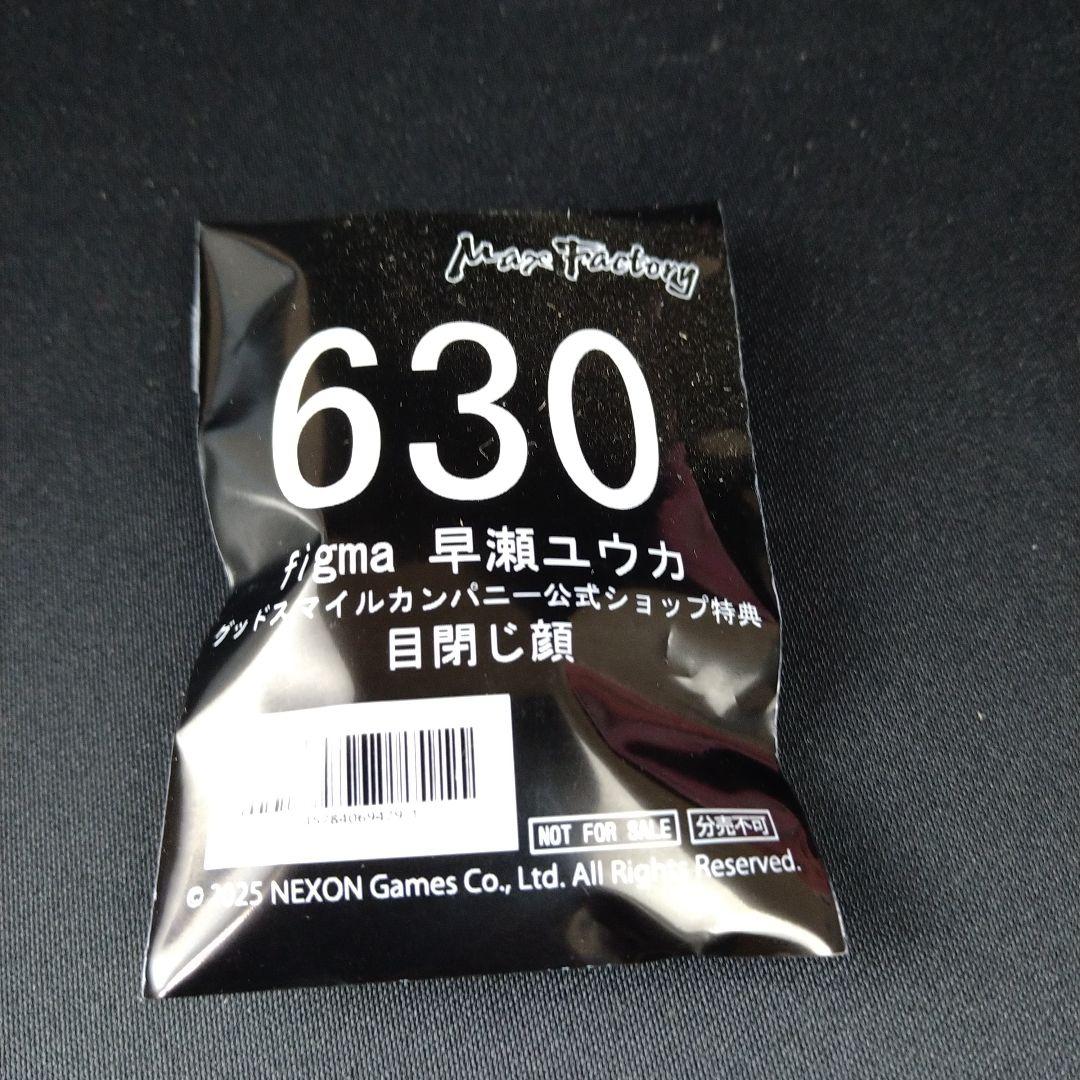 Max Factory
630
figma 早瀬ユウカ
グッドスマイルカンパニー公式ショップ特典
目閉じ顔
NOT FOR SALE
分売不可
© 2025 NEXON Games Co., Ltd. All Rights Reserved.